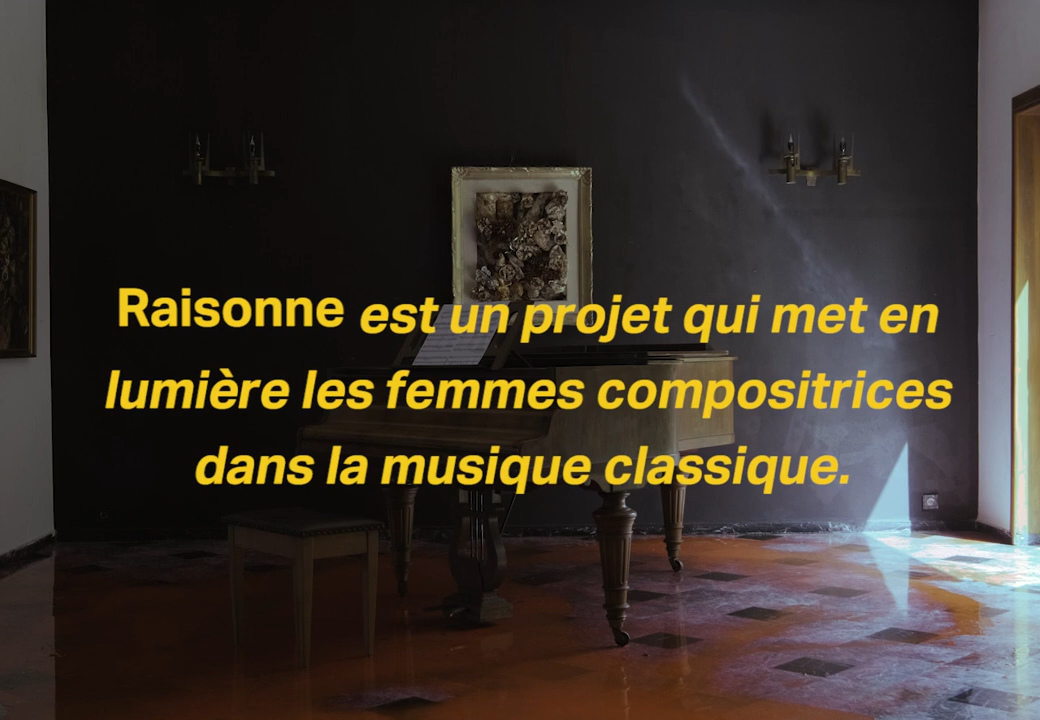 Raisonne est un projet qui met en
lumière les femmes compositrices
dans la musique classique.